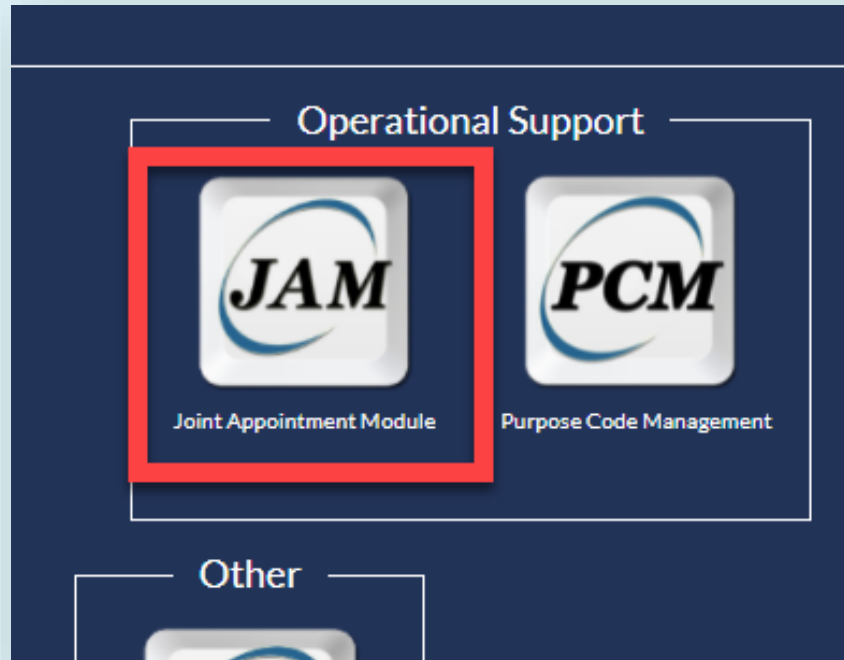 Operational Support
JAM
PCM
Joint Appointment Module
Purpose Code Management
Other